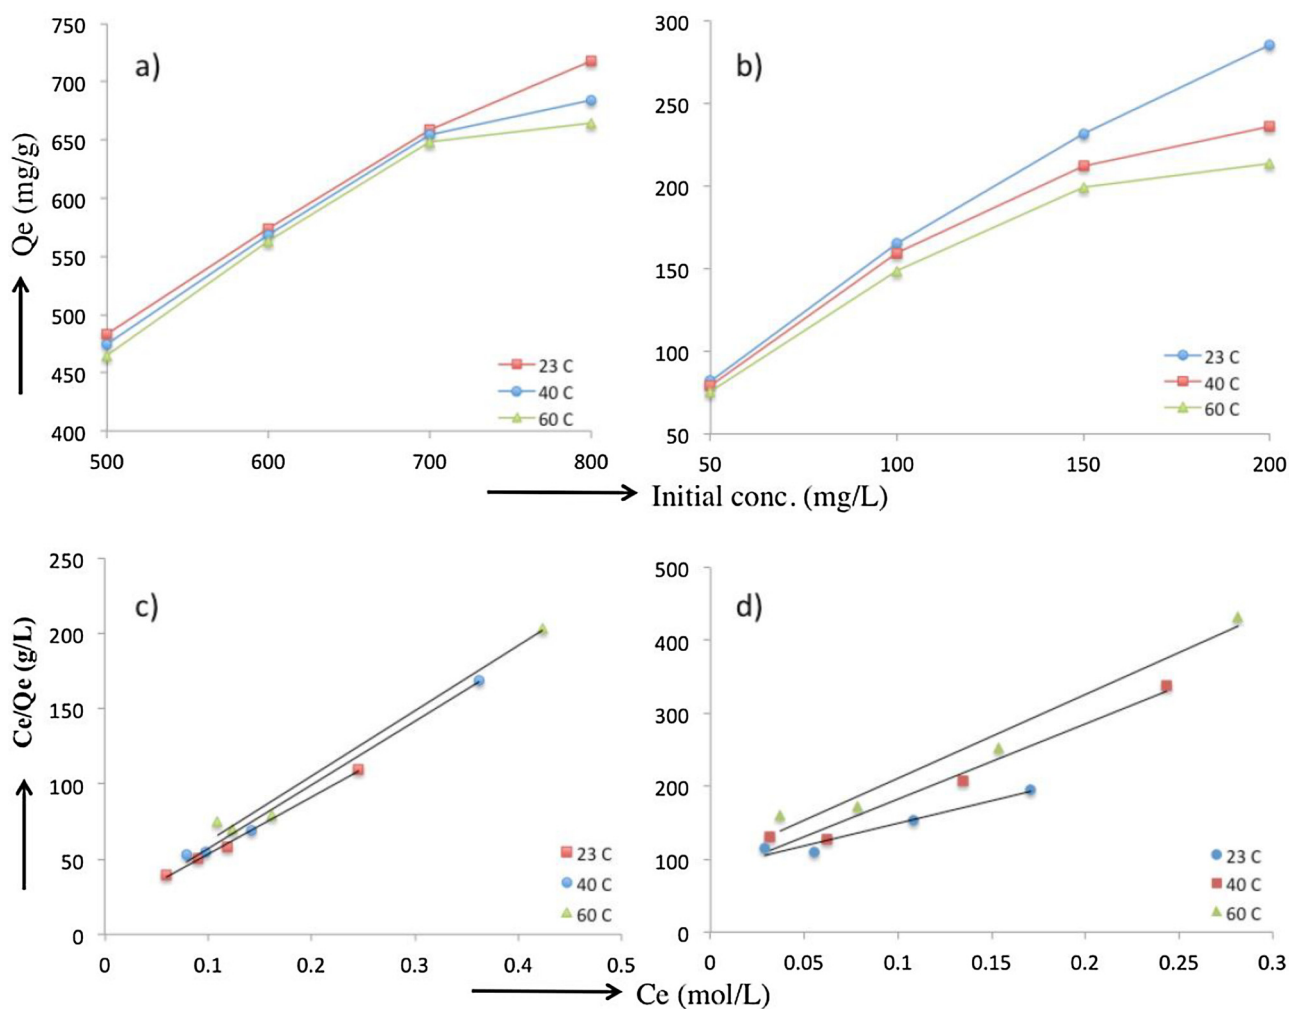 a)
750
700
650
600
550
500
450
400
500 600 700 800
Qe (mg/g)
23 C
40 C
60 C
b)
300
250
200
150
100
50
50 100 150 200
23 C
40 C
60 C
Initial conc. (mg/L)
c)
250
200
150
100
50
0
0 0.1 0.2 0.3 0.4 0.5
Ce/Qe (g/L)
23 C
40 C
60 C
d)
500
400
300
200
100
0
0 0.05 0.1 0.15 0.2 0.25 0.3
23 C
40 C
60 C
Ce (mol/L)